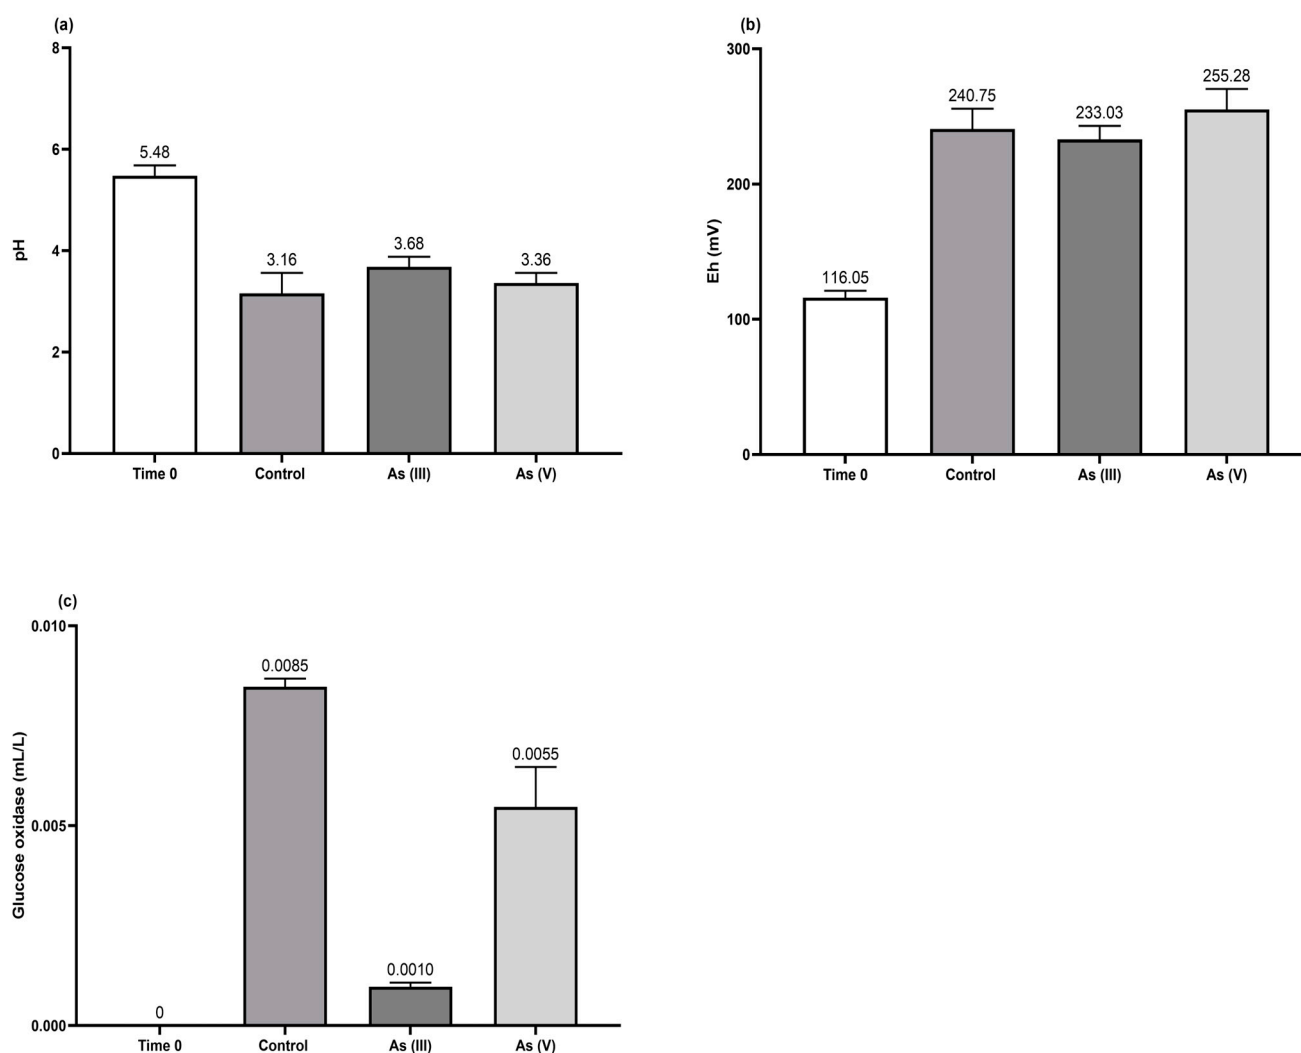 (a)
8
6
4
2
0
pH
5.48
3.16
3.68
3.36
Time 0
Control
As (III)
As (V)
(b)
300
200
100
0
Eh (mV)
116.05
240.75
233.03
255.28
Time 0
Control
As (III)
As (V)
(c)
0.010
0.005
0.000
Glucose oxidase (mL/L)
0
0.0085
0.0010
0.0055
Time 0
Control
As (III)
As (V)